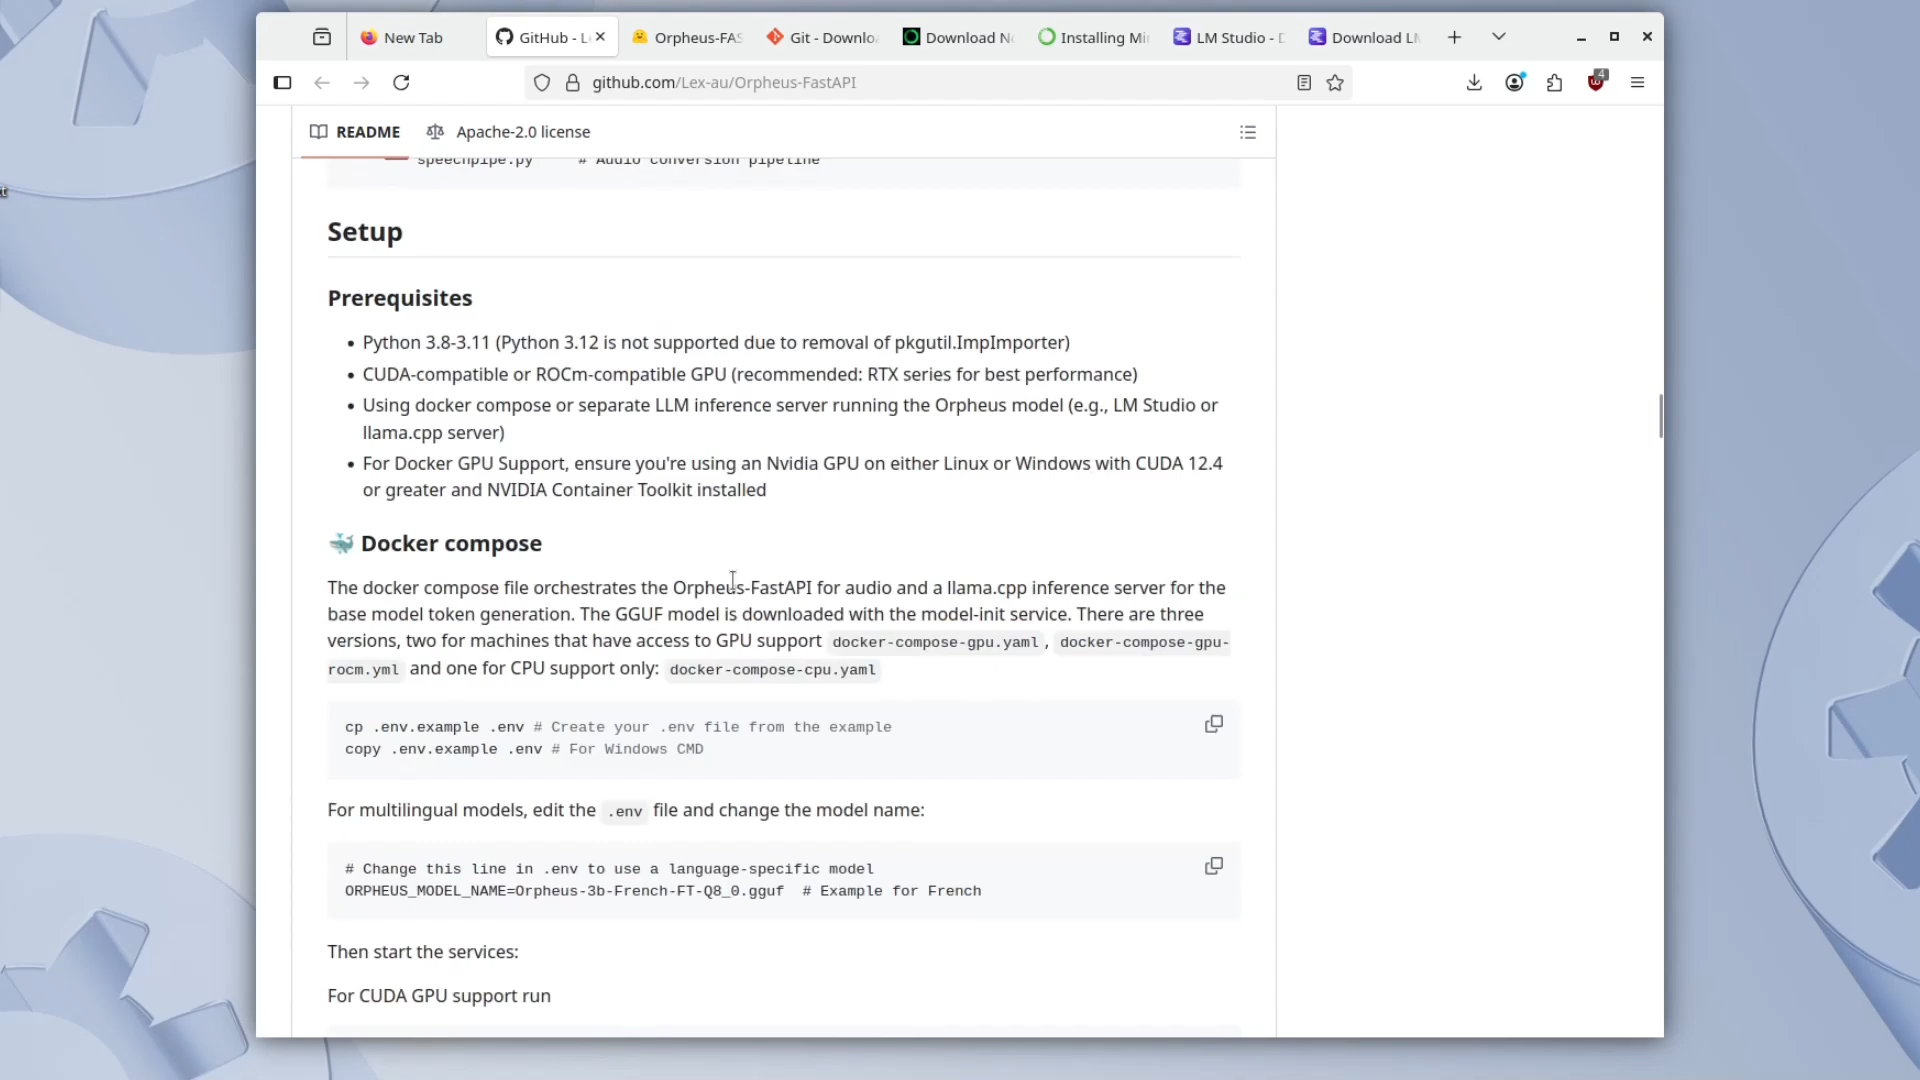 New Tab
GitHub - Le
Orpheus-FAS
Git - Downlo
Download No
Installing Mi
LM Studio - D
Download LM
github.com/Lex-au/Orpheus-FastAPI
4
README
Apache-2.0 license
speechpipe.py # Audio conversion pipeline
Setup
Prerequisites
• Python 3.8-3.11 (Python 3.12 is not supported due to removal of pkgutil.ImpImporter)
• CUDA-compatible or ROCm-compatible GPU (recommended: RTX series for best performance)
• Using docker compose or separate LLM inference server running the Orpheus model (e.g., LM Studio or
llama.cpp server)
• For Docker GPU Support, ensure you're using an Nvidia GPU on either Linux or Windows with CUDA 12.4
or greater and NVIDIA Container Toolkit installed
🐳 Docker compose
The docker compose file orchestrates the Orpheus-FastAPI for audio and a llama.cpp inference server for the
base model token generation. The GGUF model is downloaded with the model-init service. There are three
versions, two for machines that have access to GPU support docker-compose-gpu.yaml, docker-compose-gpu-
rocm.yml and one for CPU support only: docker-compose-cpu.yaml
cp .env.example .env # Create your .env file from the example
copy .env.example .env # For Windows CMD
For multilingual models, edit the .env file and change the model name:
# Change this line in .env to use a language-specific model
ORPHEUS_MODEL_NAME=Orpheus-3b-French-FT-Q8_0.gguf # Example for French
Then start the services:
For CUDA GPU support run